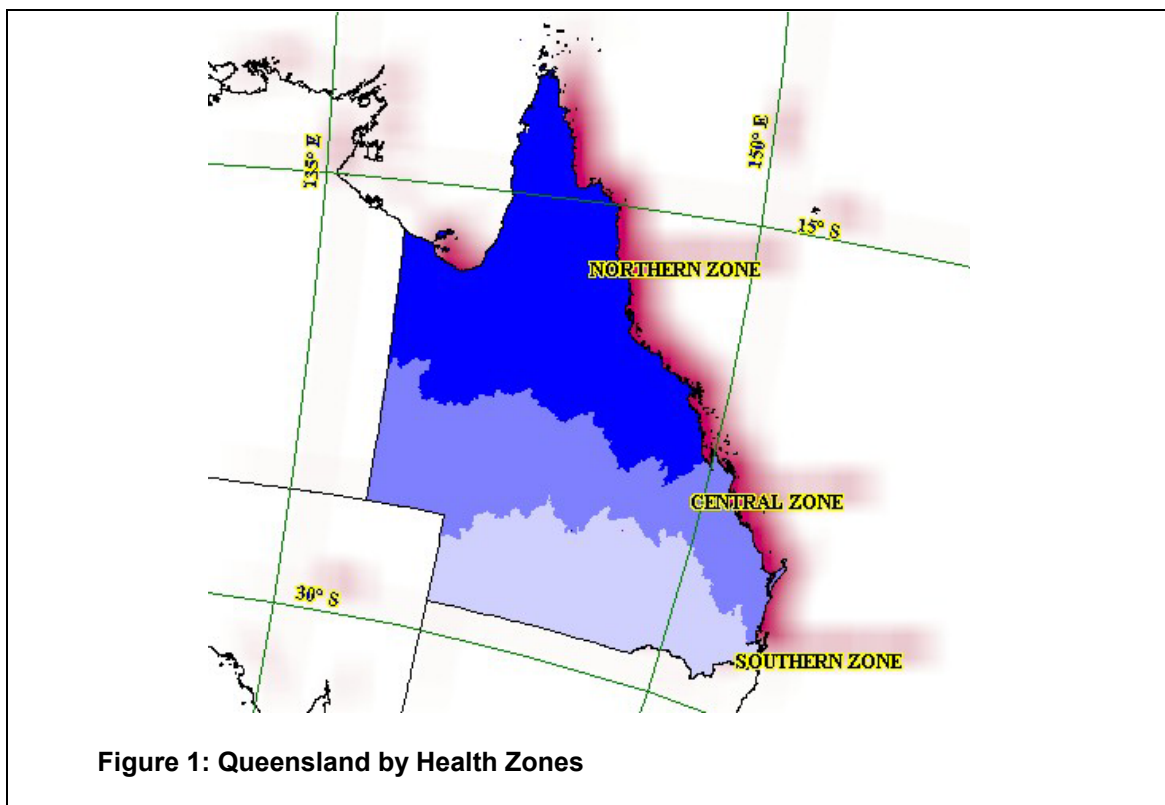 135° E
150° E
15° S
NORTHERN ZONE
CENTRAL ZONE
30° S
SOUTHERN ZONE
Figure 1: Queensland by Health Zones